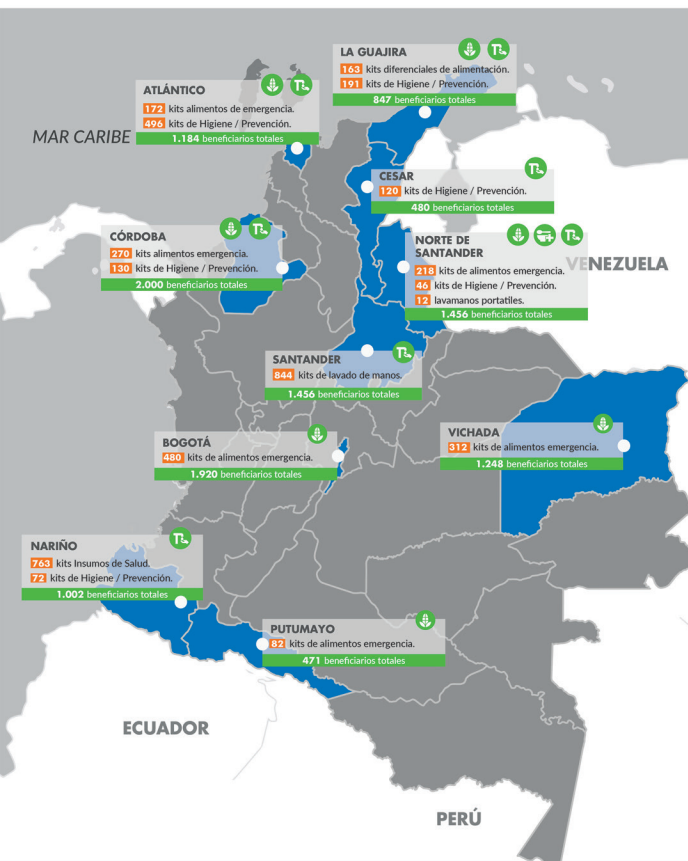 LA GUAJIRA
163 kits diferenciales de alimentación.
191 kits de Higiene / Prevención.
847 beneficiarios totales
ATLÁNTICO
172 kits alimentos de emergencia.
496 kits de Higiene / Prevención.
1.184 beneficiarios totales
MAR CARIBE
CESAR
120 kits de Higiene / Prevención.
480 beneficiarios totales
CÓRDOBA
270 kits alimentos emergencia.
130 kits de Higiene / Prevención.
2.000 beneficiarios totales
NORTE DE
SANTANDER
218 kits de alimentos emergencia.
46 kits de Higiene / Prevención.
12 lavamanos portatiles.
1.456 beneficiarios totales
VENEZUELA
SANTANDER
844 kits de lavado de manos.
1.456 beneficiarios totales
BOGOTÁ
480 kits de alimentos emergencia.
1.920 beneficiarios totales
VICHADA
312 kits de alimentos emergencia.
1.248 beneficiarios totales
NARIÑO
763 kits Insumos de Salud.
72 kits de Higiene / Prevención.
1.002 beneficiarios totales
PUTUMAYO
82 kits de alimentos emergencia.
471 beneficiarios totales
ECUADOR
PERÚ